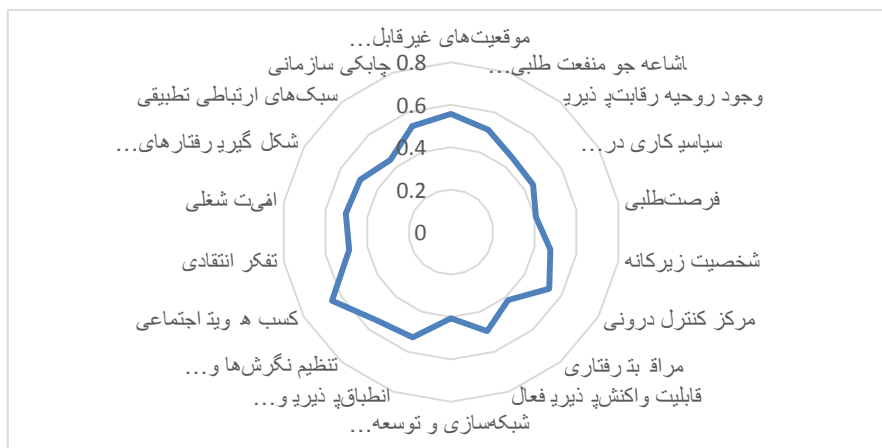 موقعیت‌های غیرقابل...
اشاعه جو منفعت طلبی...
وجود روحیه رقابت‌پذیری
سیاسی‌کاری در...
فرصت‌طلبی
شخصیت زیرکانه
مرکز کنترل درونی
مراقبت رفتاری
قابلیت واکنش‌پذیری فعال
شبکه‌سازی و توسعه...
انطباق‌پذیری و...
تنظیم نگرش‌ها و...
کسب هویت اجتماعی
تفکر انتقادی
افیت شغلی
شکل گیری رفتارهای...
سبک‌های ارتباطی تطبیقی
چابکی سازمانی
0.8
0.6
0.4
0.2
0